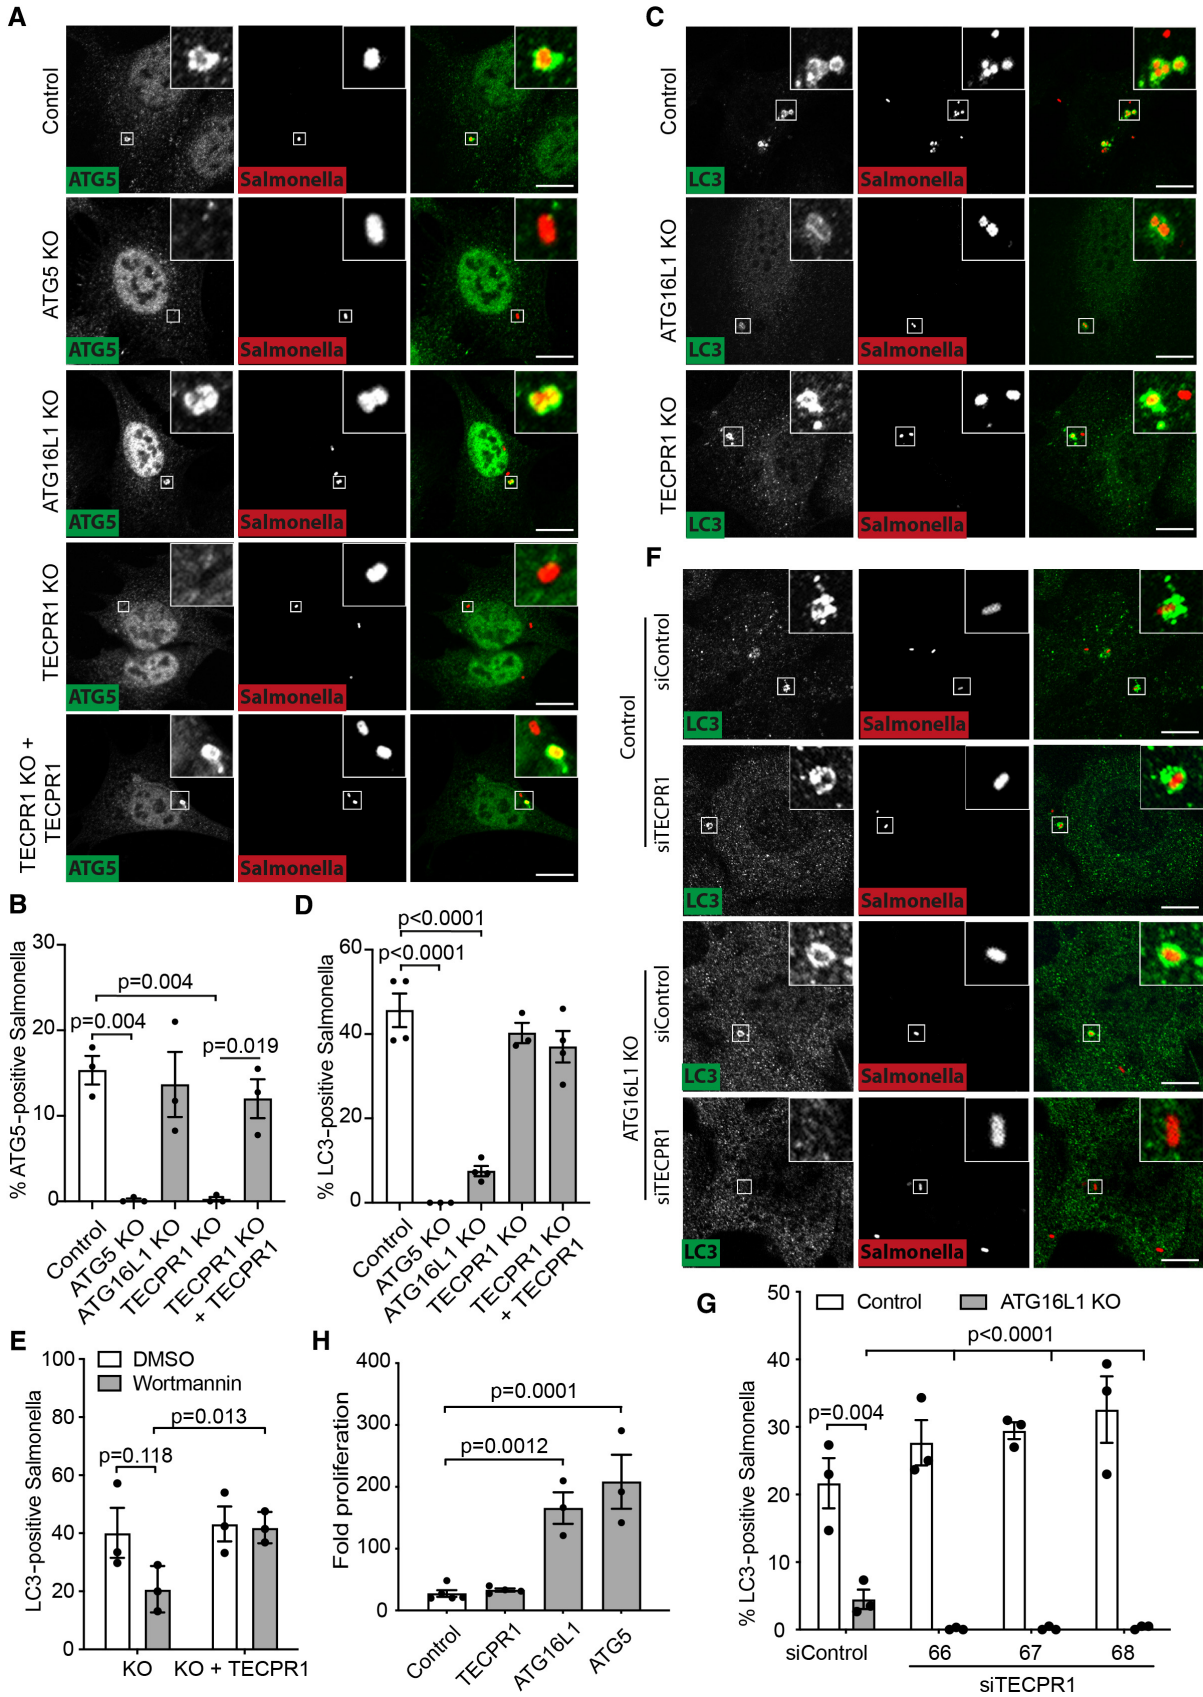 A
Control
ATG5
Salmonella
ATG5 KO
ATG5
Salmonella
ATG16L1 KO
ATG5
Salmonella
TECPR1 KO
ATG5
Salmonella
TECPR1 KO +
TECPR1
ATG5
Salmonella
C
Control
LC3
Salmonella
ATG16L1 KO
LC3
Salmonella
TECPR1 KO
LC3
Salmonella
F
Control
siControl
LC3
Salmonella
siTECPR1
LC3
Salmonella
ATG16L1 KO
siControl
LC3
Salmonella
siTECPR1
LC3
Salmonella
B
% ATG5-positive Salmonella
30
20
10
0
p=0.004
p=0.004
p=0.019
Control
ATG5 KO
ATG16L1 KO
TECPR1 KO
TECPR1 KO
+ TECPR1
D
% LC3-positive Salmonella
60
40
20
0
p<0.0001
p<0.0001
Control
ATG5 KO
ATG16L1 KO
TECPR1 KO
TECPR1 KO
+ TECPR1
E
LC3-positive Salmonella
100
80
60
40
20
0
DMSO
Wortmannin
p=0.013
p=0.118
KO
KO + TECPR1
H
Fold proliferation
400
300
200
100
0
p=0.0001
p=0.0012
Control
TECPR1
ATG16L1
ATG5
G
% LC3-positive Salmonella
50
40
30
20
10
0
Control
ATG16L1 KO
p<0.0001
p=0.004
siControl
66
67
68
siTECPR1